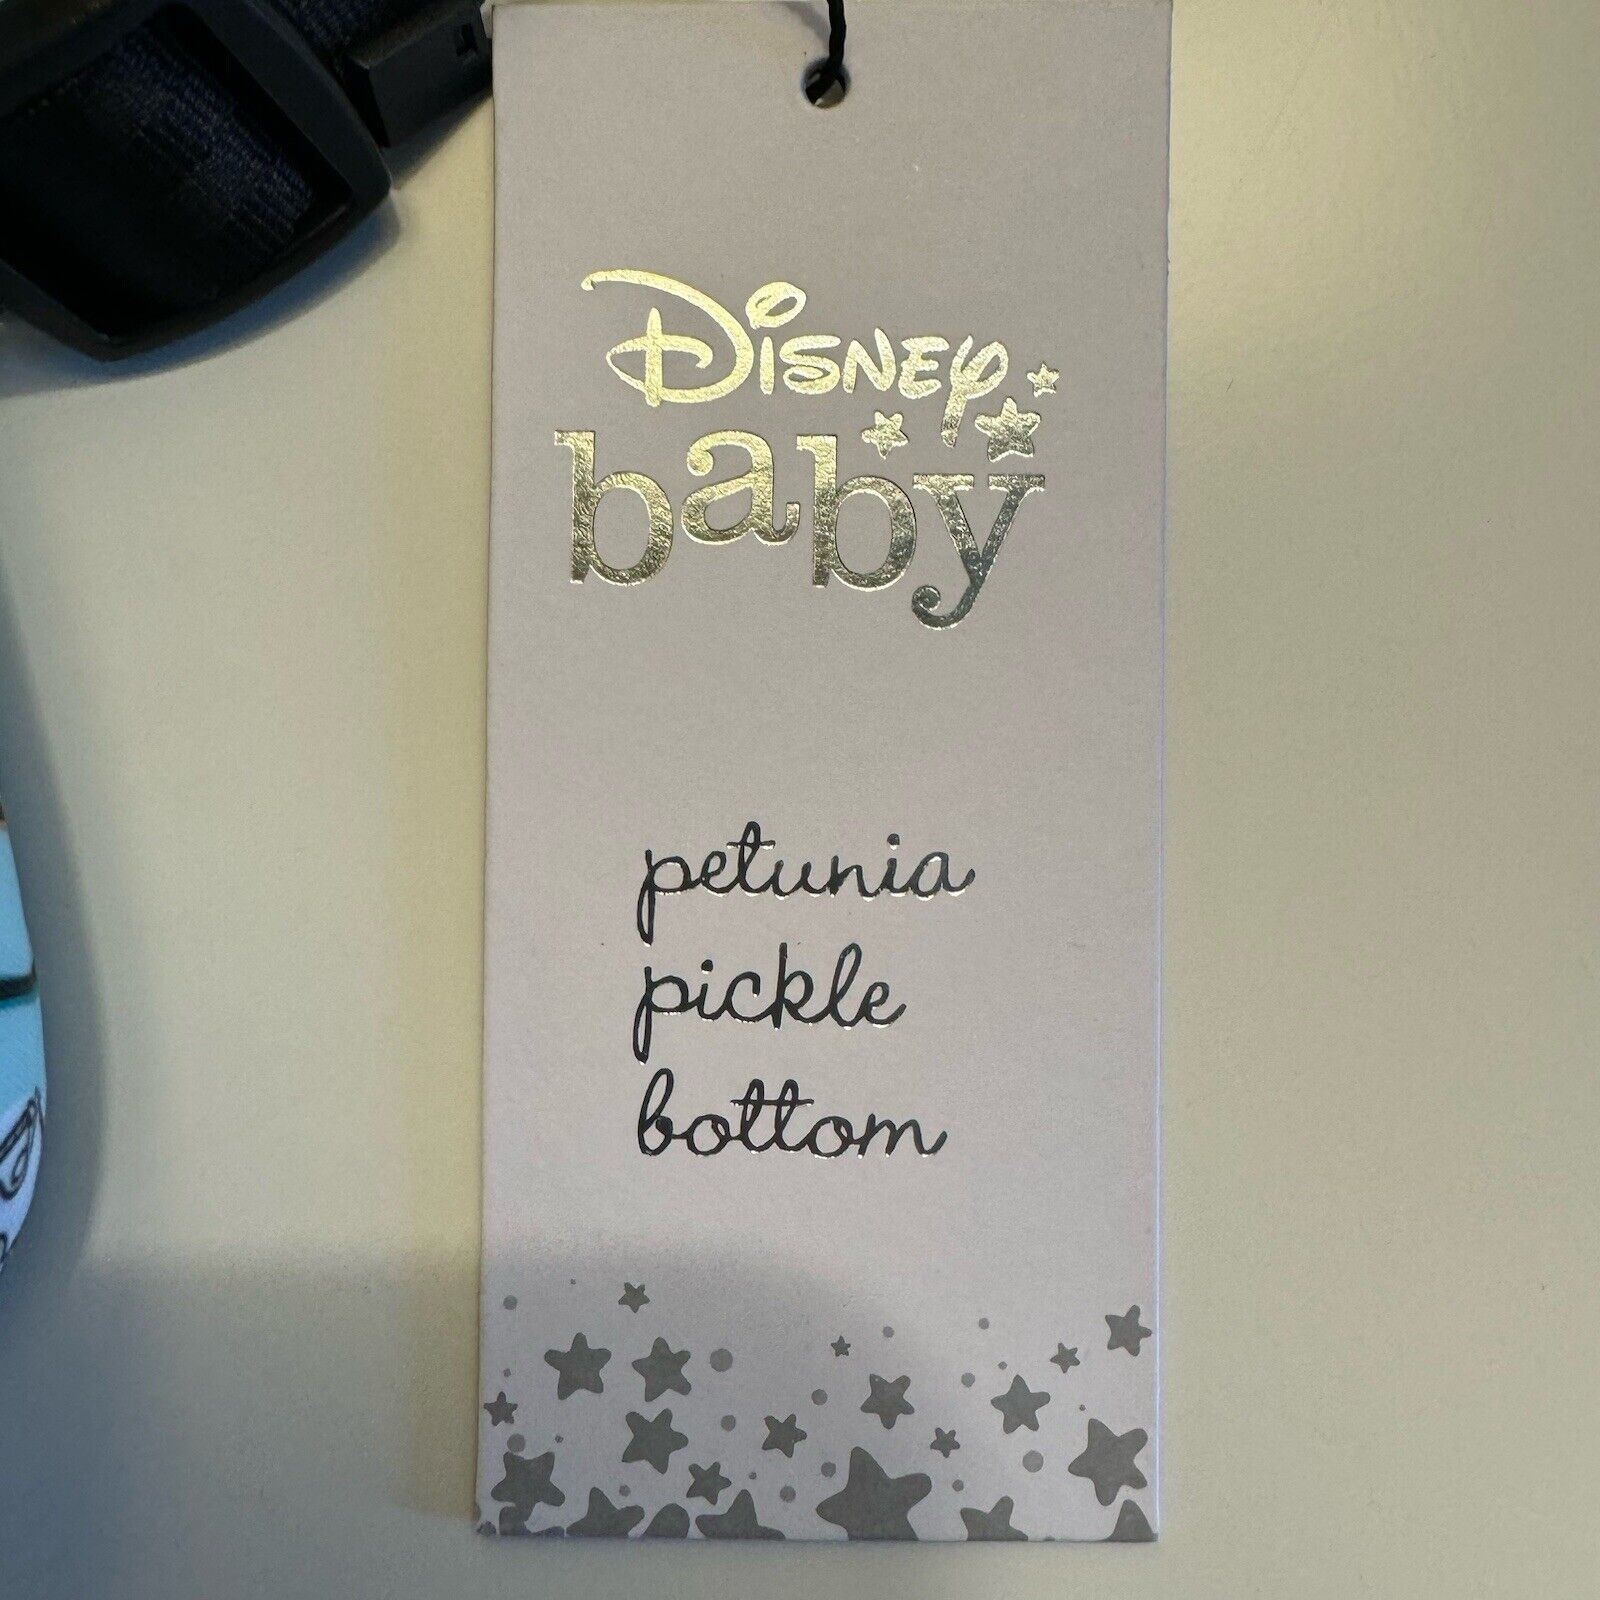 Disney
baby
petunia
pickle
bottom